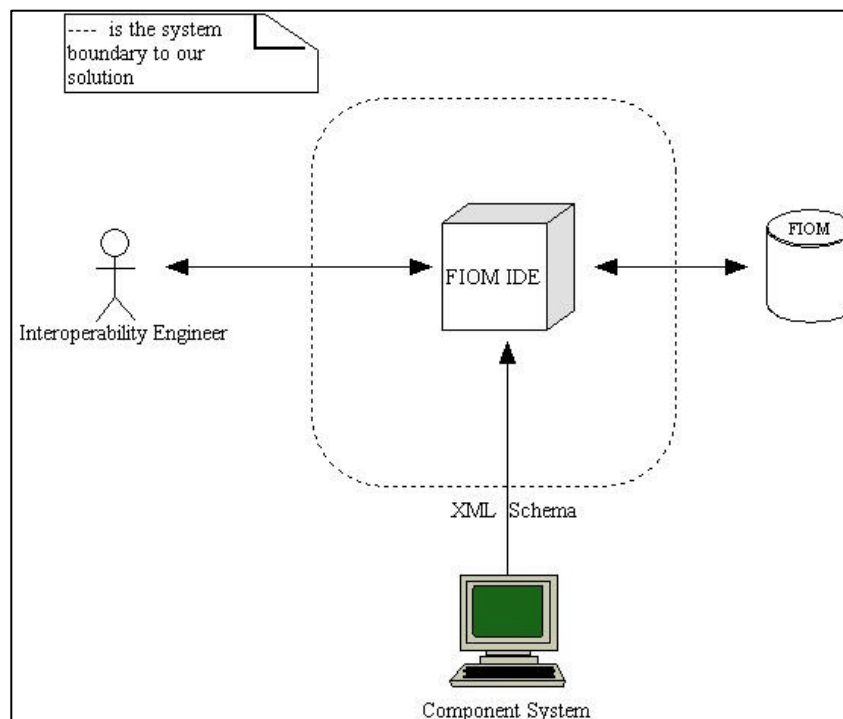 ---- is the system
boundary to our
solution
FIOM
FIOM IDE
Interoperability Engineer
XML Schema
Component System